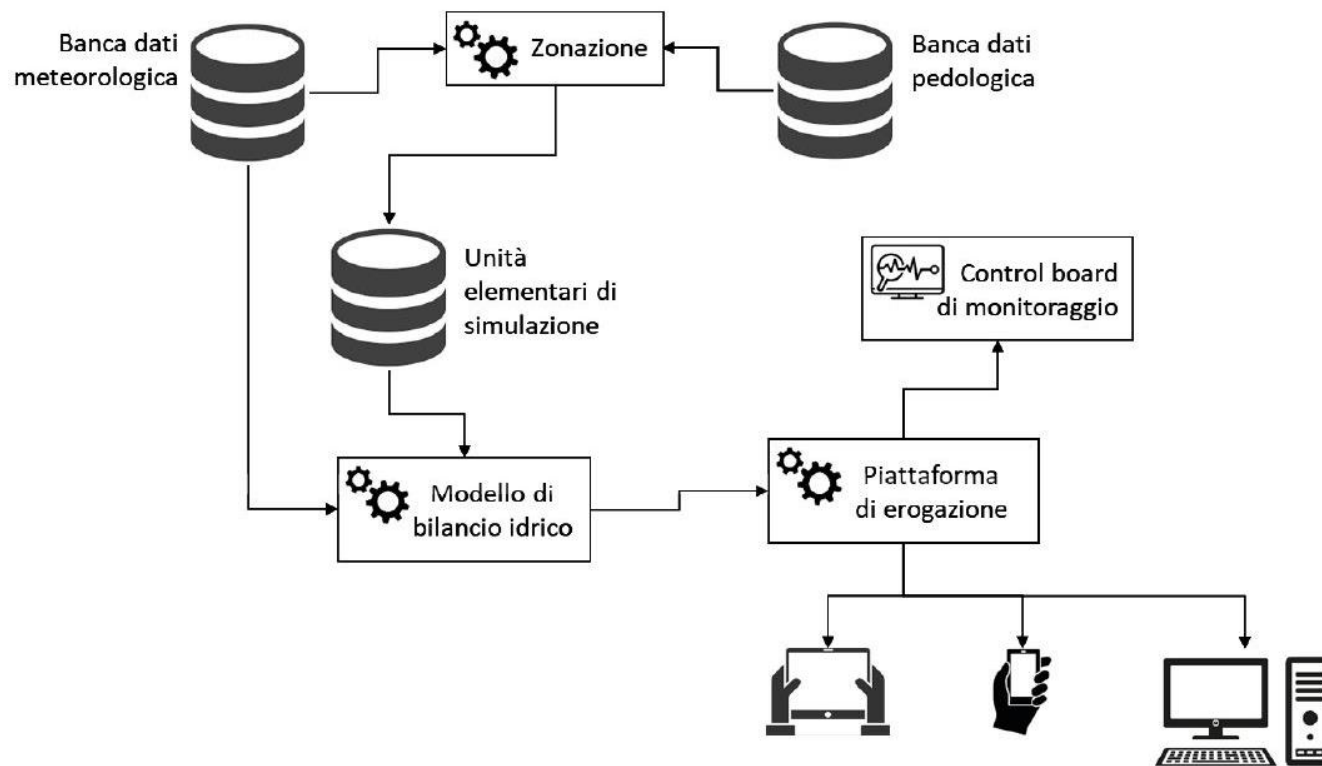 Banca dati
meteorologica
Zonazione
Banca dati
pedologica
Unità
elementari di
simulazione
Control board
di monitoraggio
Modello di
bilancio idrico
Piattaforma
di erogazione